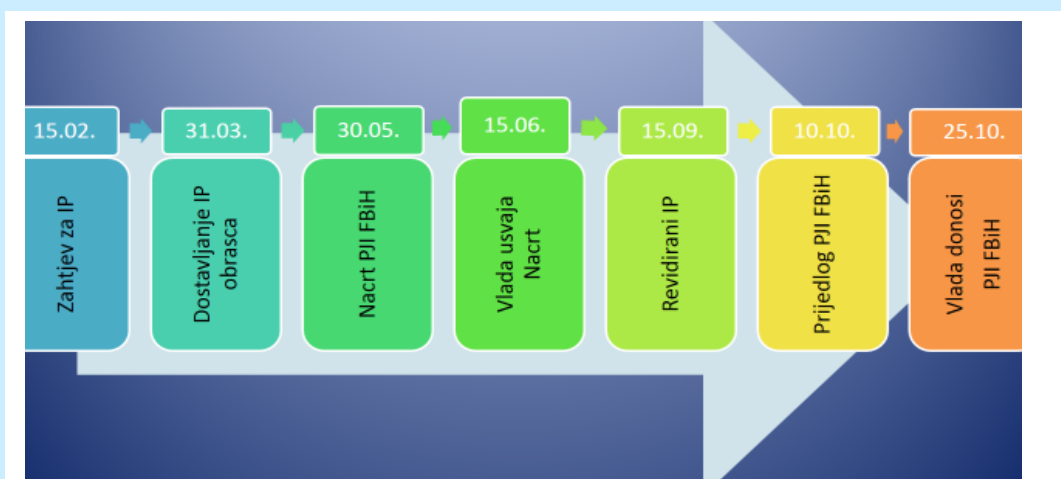 15.02.
31.03.
30.05.
15.06.
15.09.
10.10.
25.10.
Zahtjev za IP
Dostavljanje IP
obrasca
Nacrt PJI FBiH
Vlada usvaja
Nacrt
Revidirani IP
Prijedlog PJI FBiH
Vlada donosi
PJI FBiH